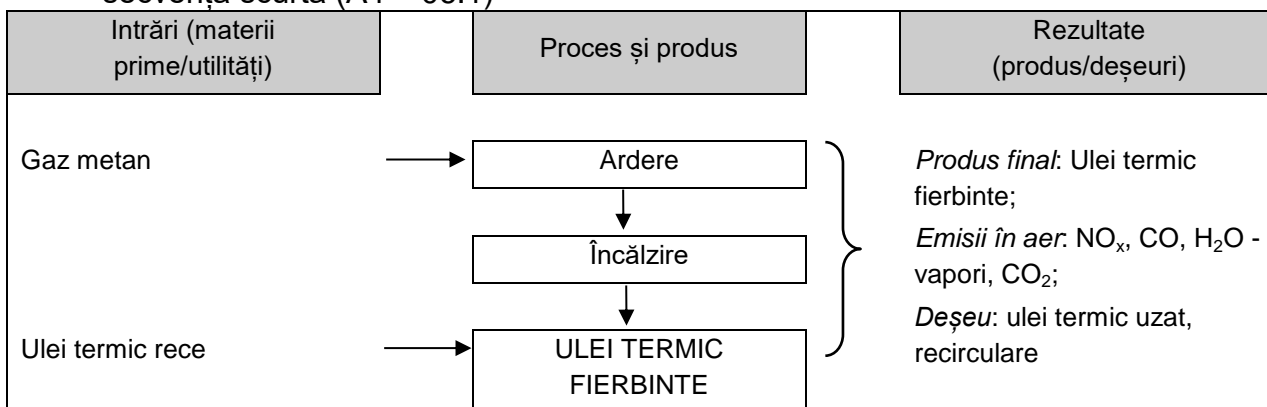 Intrări (materii
prime/utilități)
Proces și produs
Rezultate
(produs/deșeuri)
Gaz metan
Ardere
Încălzire
Ulei termic rece
ULEI TERMIC
FIERBINTE
Produs final: Ulei termic
fierbinte;
Emisii în aer: NOx, CO, H2O -
vapori, CO2;
Deșeu: ulei termic uzat,
recirculare